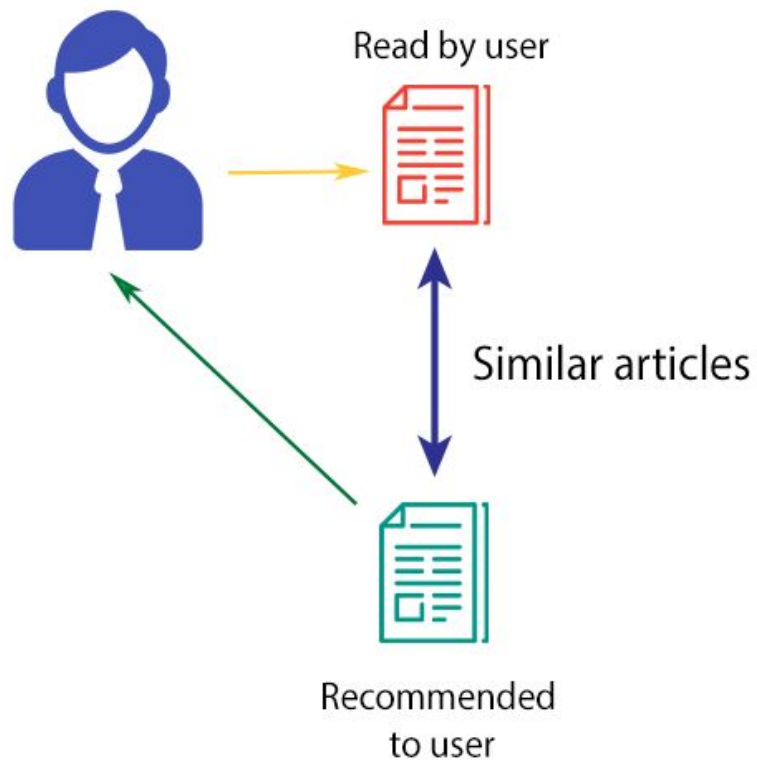 Read by user
Similar articles
Recommended
to user